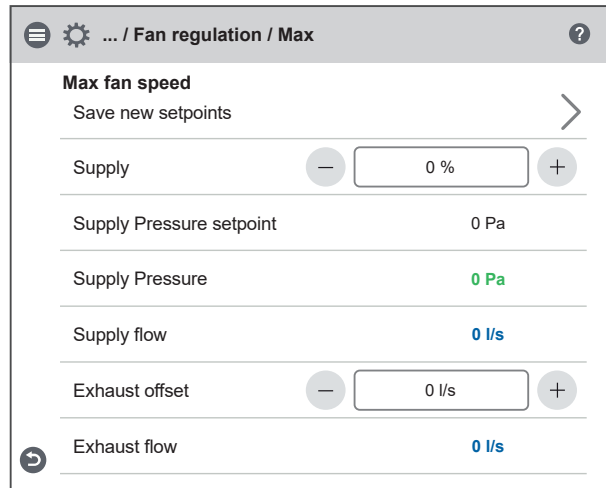 ... / Fan regulation / Max
?
Max fan speed
Save new setpoints
Supply − 0 % +
Supply Pressure setpoint 0 Pa
Supply Pressure 0 Pa
Supply flow 0 l/s
Exhaust offset − 0 l/s +
Exhaust flow 0 l/s